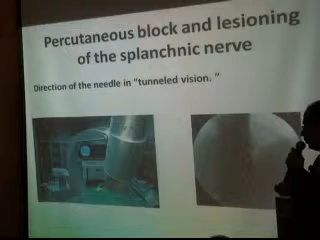 Percutaneous block and lesioning
of the splanchnic nerve
Direction of the needle in “tunneled vision. ”